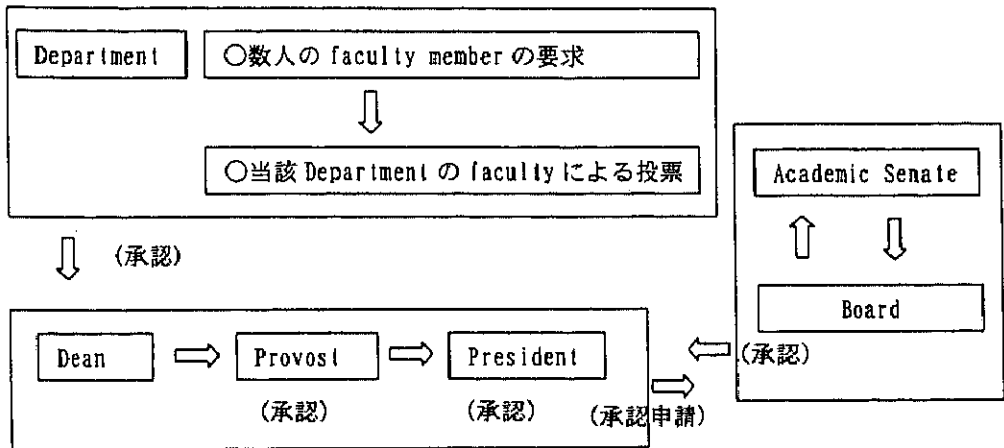 Department
○数人の faculty member の要求
○当該 Department の faculty による投票
(承認)
Academic Senate
Board
(承認)
Dean
Provost
President
(承認)
(承認)
(承認申請)